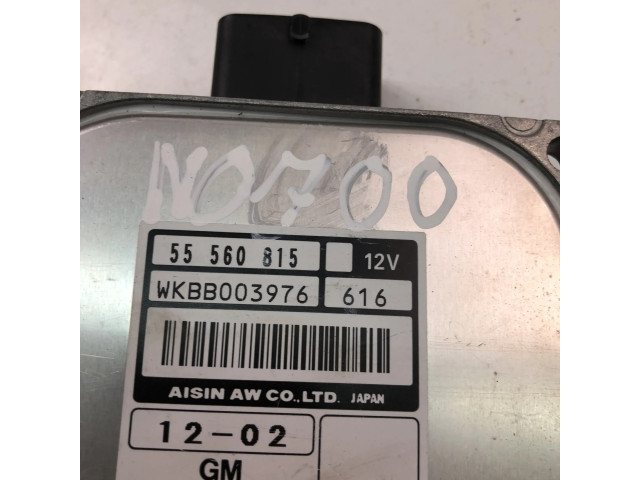 NO700
55 560 815 12V
WKBB003976 616
AISIN AW CO.,LTD. JAPAN
12-02
GM